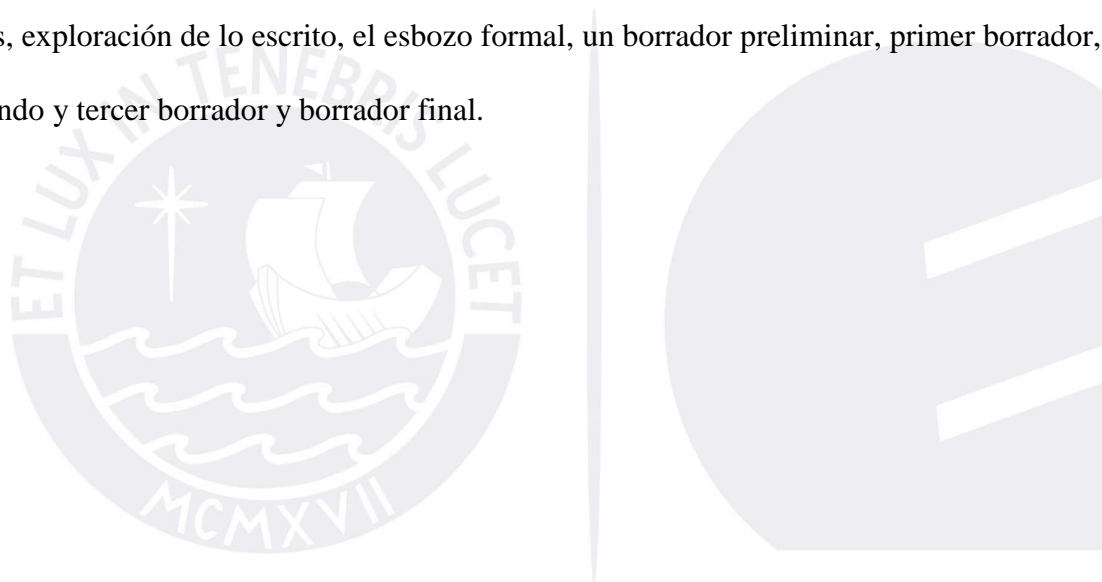 s, exploración de lo escrito, el esbozo formal, un borrador preliminar, primer borrador,
ndo y tercer borrador y borrador final.
ET LUX IN TENEBRIS LUCET
MCMXVII